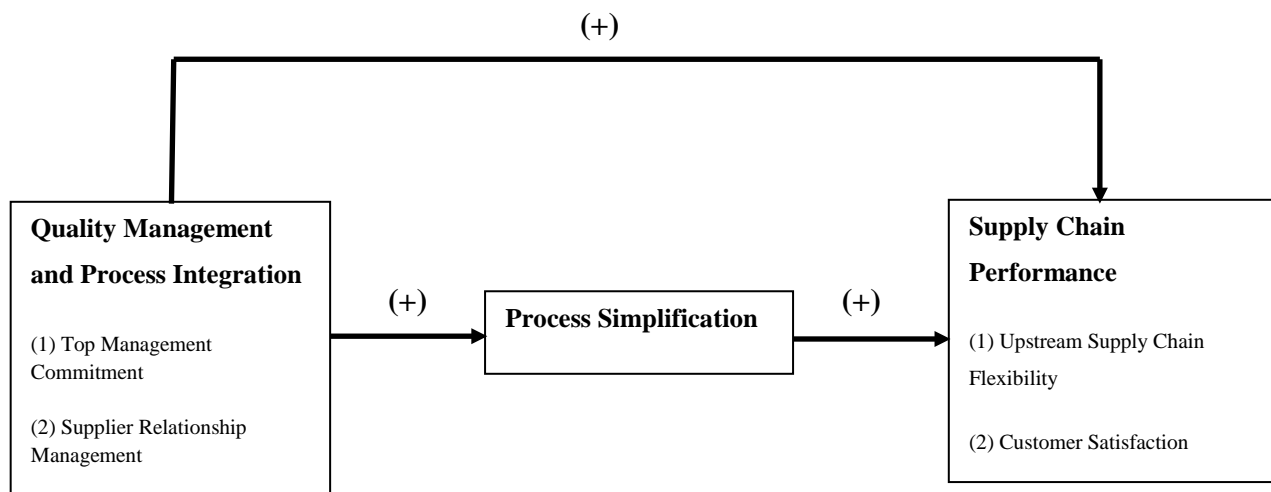 (+)
Quality Management
and Process Integration
(1) Top Management
Commitment
(2) Supplier Relationship
Management
(+)
Process Simplification
(+)
Supply Chain
Performance
(1) Upstream Supply Chain
Flexibility
(2) Customer Satisfaction